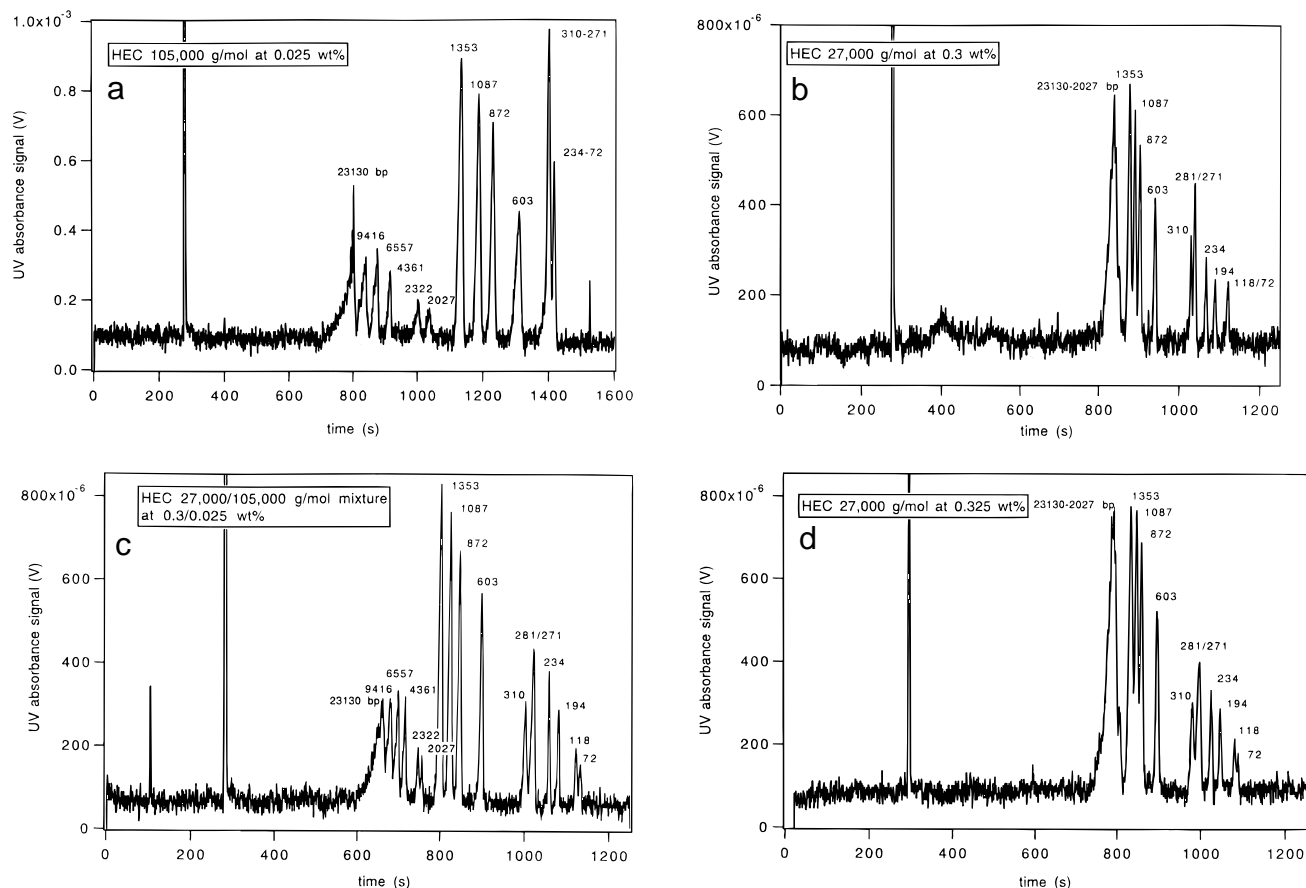 1.0x10⁻³
HEC 105,000 g/mol at 0.025 wt%
a
310-271
1353
1087
872
234-72
23130 bp
603
9416
6557
4361
2322
2027
0.8
0.6
0.4
0.2
0.0
UV absorbance signal (V)
0 200 400 600 800 1000 1200 1400 1600
time (s)
800x10⁻⁶
HEC 27,000 g/mol at 0.3 wt%
b
1353
23130-2027 bp
1087
872
281/271
603
310
234
194
118/72
600
400
200
0
UV absorbance signal (V)
0 200 400 600 800 1000 1200
time (s)
800x10⁻⁶
HEC 27,000/105,000 g/mol mixture
at 0.3/0.025 wt%
c
1353
1087
872
603
281/271
6557
9416
4361
23130 bp
310
234
194
2322
2027
118
72
600
400
200
0
UV absorbance signal (V)
0 200 400 600 800 1000 1200
time (s)
800x10⁻⁶
HEC 27,000 g/mol at 0.325 wt%
d
1353
23130-2027 bp
1087
872
603
281/271
234
310
194
118
72
600
400
200
0
UV absorbance signal (V)
0 200 400 600 800 1000 1200
time (s)